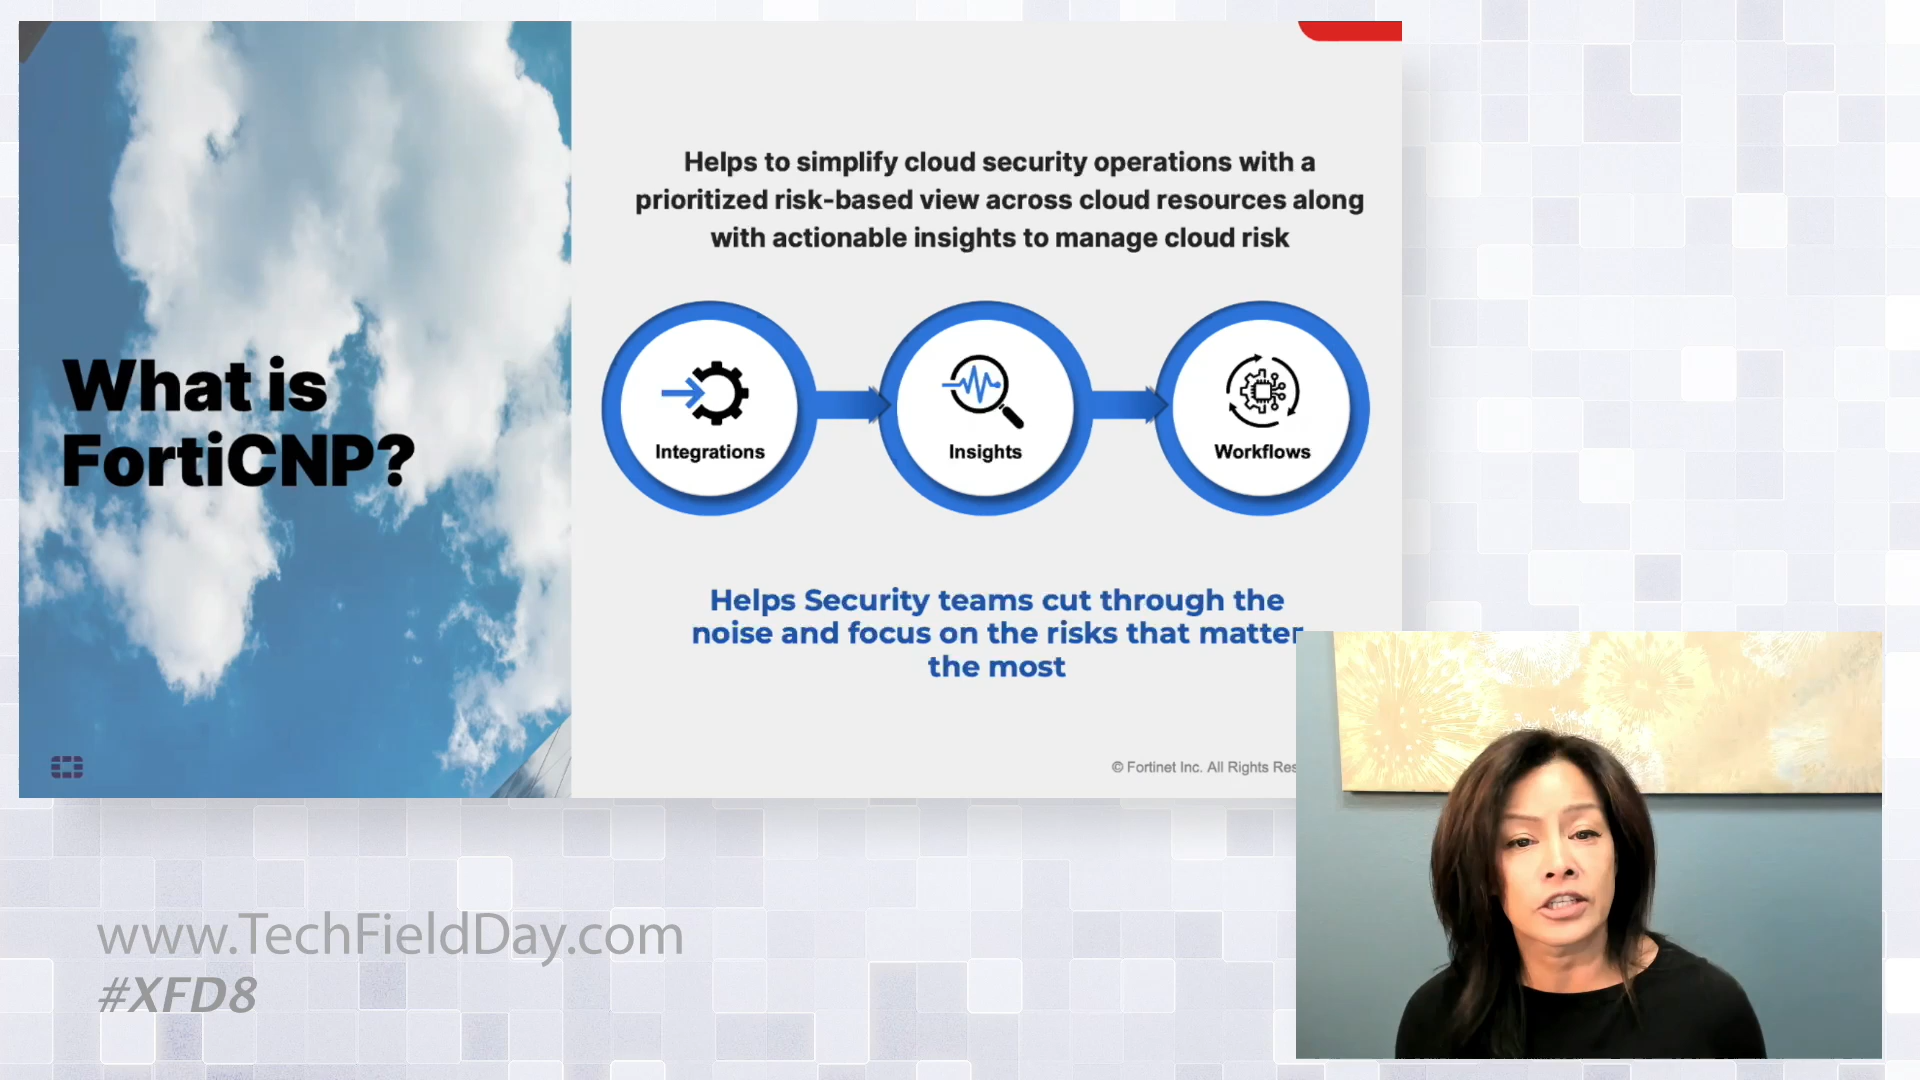 What is
FortiCNP?
Helps to simplify cloud security operations with a
prioritized risk-based view across cloud resources along
with actionable insights to manage cloud risk
Integrations
Insights
Workflows
Helps Security teams cut through the
noise and focus on the risks that matter
the most
© Fortinet Inc. All Rights Res
www.TechFieldDay.com
#XFD8